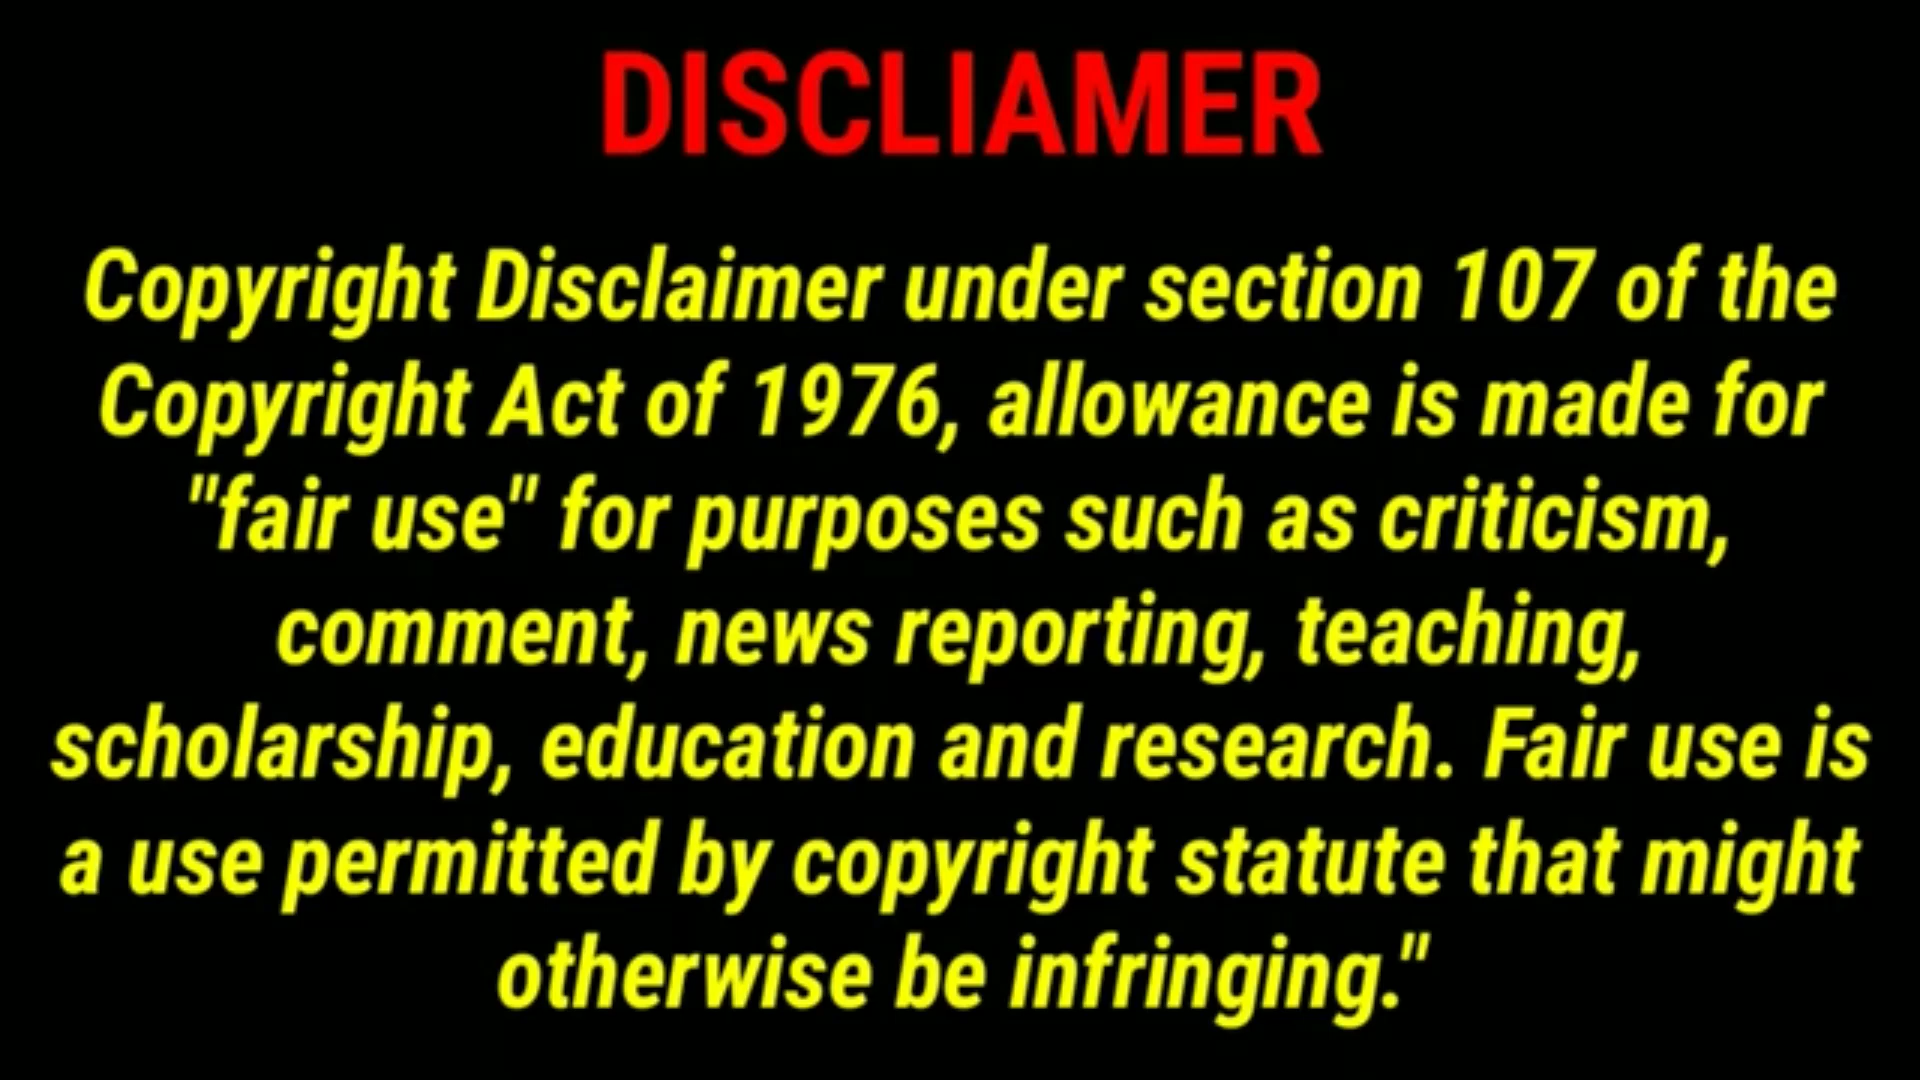 DISCLIAMER
Copyright Disclaimer under section 107 of the
Copyright Act of 1976, allowance is made for
"fair use" for purposes such as criticism,
comment, news reporting, teaching,
scholarship, education and research. Fair use is
a use permitted by copyright statute that might
otherwise be infringing."